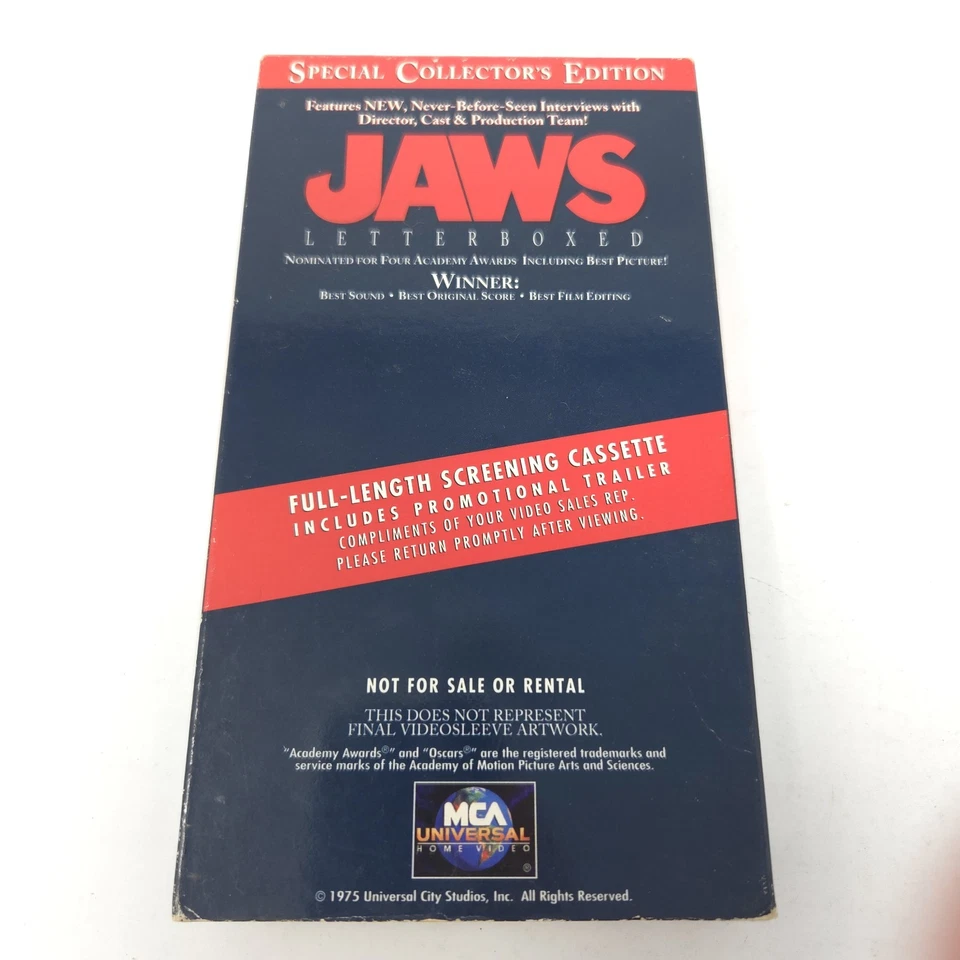 SPECIAL COLLECTOR'S EDITION
Features NEW, Never-Before-Seen Interviews with
Director, Cast & Production Team!
JAWS
LETTERBOXED
NOMINATED FOR FOUR ACADEMY AWARDS INCLUDING BEST PICTURE!
WINNER:
BEST SOUND • BEST ORIGINAL SCORE • BEST FILM EDITING
FULL-LENGTH SCREENING CASSETTE
INCLUDES PROMOTIONAL TRAILER
COMPLIMENTS OF YOUR VIDEO SALES REP.
PLEASE RETURN PROMPTLY AFTER VIEWING.
NOT FOR SALE OR RENTAL
THIS DOES NOT REPRESENT
FINAL VIDEOSLEEVE ARTWORK.
"Academy Awards®" and "Oscars®" are the registered trademarks and
service marks of the Academy of Motion Picture Arts and Sciences.
MCA
UNIVERSAL
HOME VIDEO
®
© 1975 Universal City Studios, Inc. All Rights Reserved.